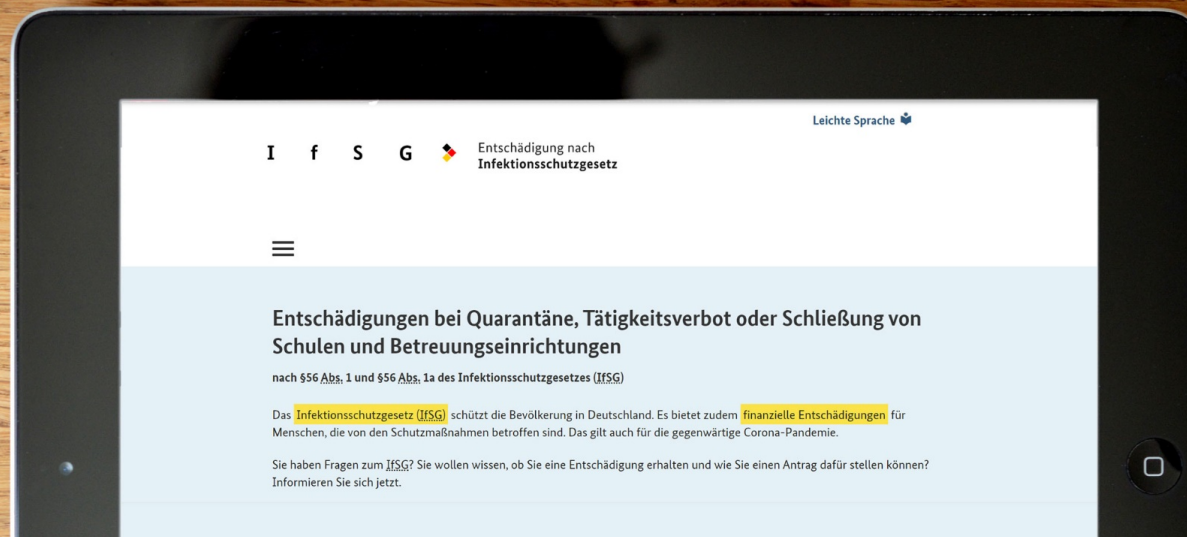 Leichte Sprache
I f S G
Entschädigung nach
Infektionsschutzgesetz
Entschädigungen bei Quarantäne, Tätigkeitsverbot oder Schließung von
Schulen und Betreuungseinrichtungen
nach §56 Abs. 1 und §56 Abs. 1a des Infektionsschutzgesetzes (IfSG)
Das Infektionsschutzgesetz (IfSG) schützt die Bevölkerung in Deutschland. Es bietet zudem finanzielle Entschädigungen für
Menschen, die von den Schutzmaßnahmen betroffen sind. Das gilt auch für die gegenwärtige Corona-Pandemie.
Sie haben Fragen zum IfSG? Sie wollen wissen, ob Sie eine Entschädigung erhalten und wie Sie einen Antrag dafür stellen können?
Informieren Sie sich jetzt.